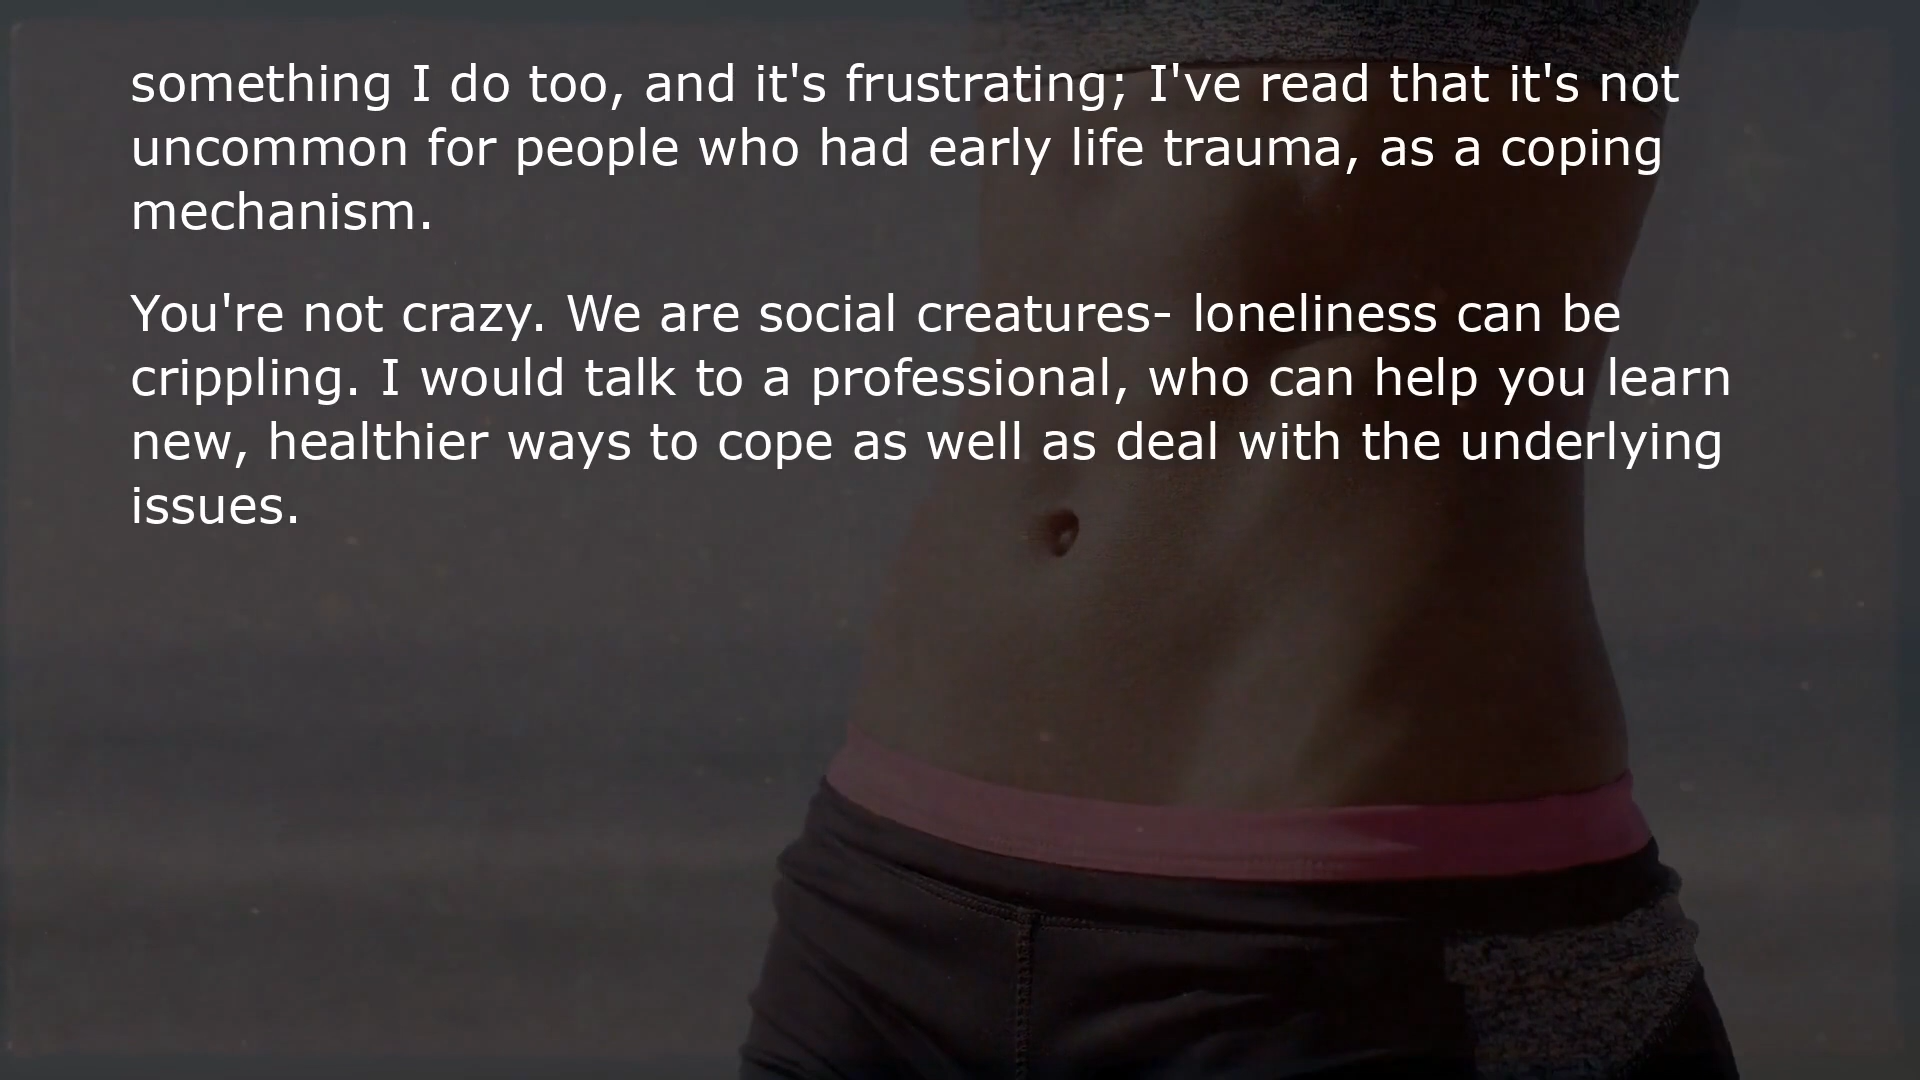 something I do too, and it's frustrating; I've read that it's not
uncommon for people who had early life trauma, as a coping
mechanism.
You're not crazy. We are social creatures- loneliness can be
crippling. I would talk to a professional, who can help you learn
new, healthier ways to cope as well as deal with the underlying
issues.